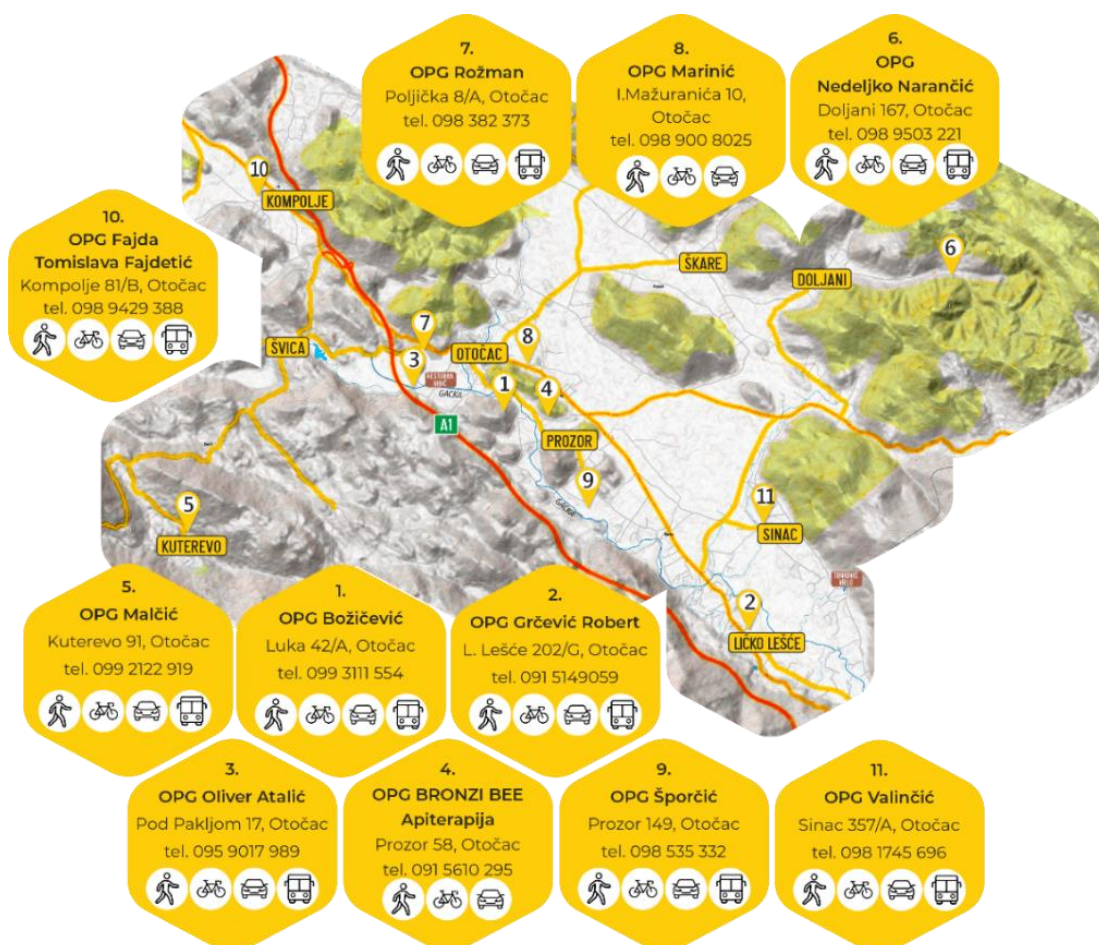 7.
OPG Rožman
Poljička 8/A, Otočac
tel. 098 382 373
8.
OPG Marinić
I.Mažuranića 10,
Otočac
tel. 098 900 8025
6.
OPG
Nedeljko Narančić
Doljani 167, Otočac
tel. 098 9503 221
10.
OPG Fajda
Tomislava Fajdetić
Kompolje 81/B, Otočac
tel. 098 9429 388
10
KOMPOLJE
ŠKARE
DOLJANI
6
ŠVICA
7
3
OTOČAC
8
GACKA
1
4
A1
PROZOR
9
GACKA
11
SINAC
5
KUTEREVO
2
LIČKO LEŠĆE
5.
OPG Malčić
Kuterevo 91, Otočac
tel. 099 2122 919
1.
OPG Božičević
Luka 42/A, Otočac
tel. 099 3111 554
2.
OPG Grčević Robert
L. Lešće 202/G, Otočac
tel. 091 5149059
3.
OPG Oliver Atalić
Pod Pakljom 17, Otočac
tel. 095 9017 989
4.
OPG BRONZI BEE
Apiterapija
Prozor 58, Otočac
tel. 091 5610 295
9.
OPG Šporčić
Prozor 149, Otočac
tel. 098 535 332
11.
OPG Valinčić
Sinac 357/A, Otočac
tel. 098 1745 696